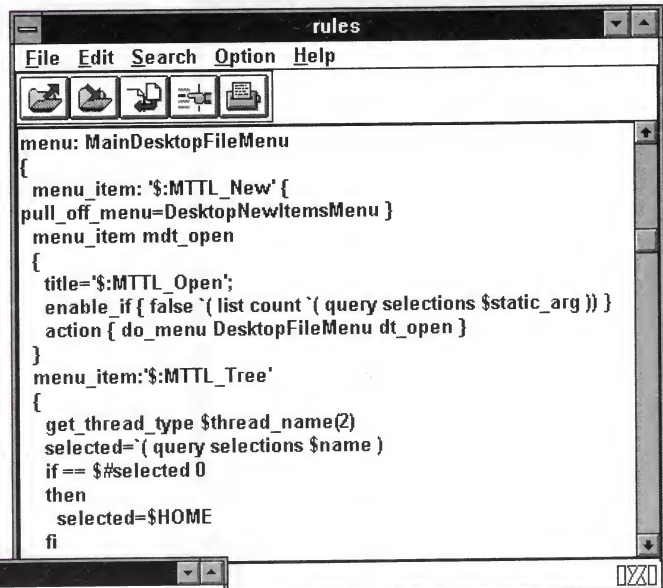 rules
File Edit Search Option Help
menu: MainDesktopFileMenu
{
menu_item: '$:MTTL_New' {
pull_off_menu=DesktopNewItemsMenu }
menu_item mdt_open
{
title='$:MTTL_Open';
enable_if { false `( list count `( query selections $static_arg )) }
action { do_menu DesktopFileMenu dt_open }
}
menu_item:'$:MTTL_Tree'
{
get_thread_type $thread_name(2)
selected=`( query selections $name )
if == $#selected 0
then
selected=$HOME
fi